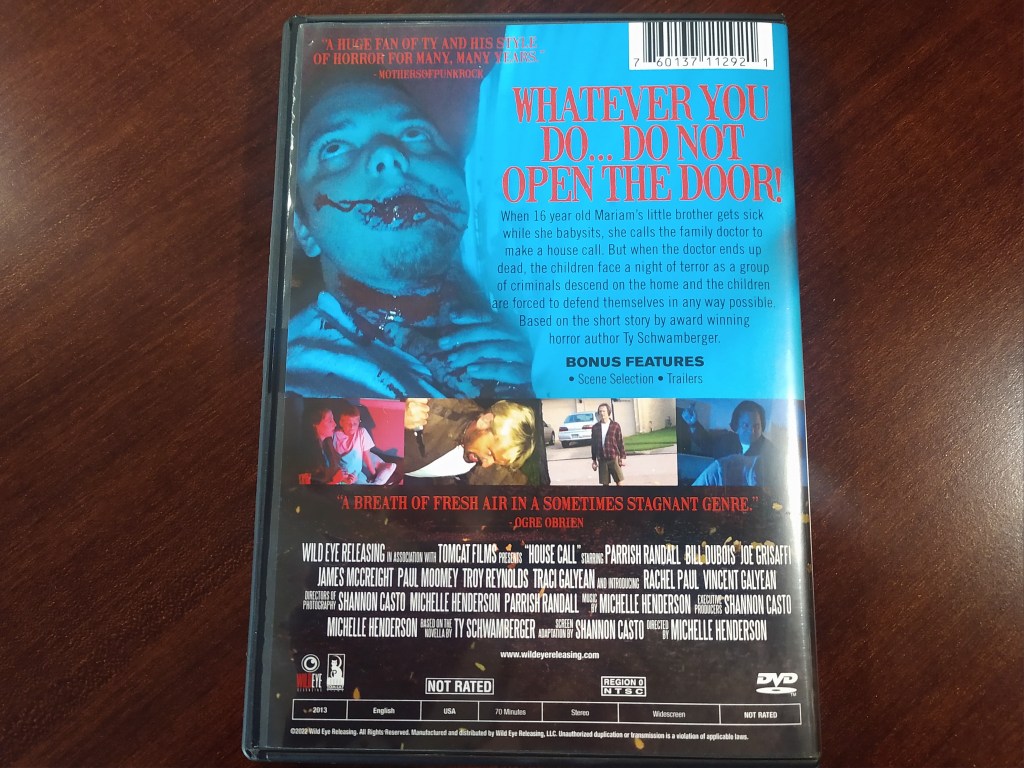 "A HUGE FAN OF TY AND HIS STYLE
OF HORROR FOR MANY, MANY YEARS."
- MOTHERSOFPUNKROCK
7 60137 11292 1
WHATEVER YOU
DO... DO NOT
OPEN THE DOOR!
When 16 year old Mariam's little brother gets sick
while she babysits, she calls the family doctor to
make a house call. But when the doctor ends up
dead, the children face a night of terror as a group
of criminals descend on the home and the children
are forced to defend themselves in any way possible.
Based on the short story by award winning
horror author Ty Schwamberger.
BONUS FEATURES
• Scene Selection • Trailers
"A BREATH OF FRESH AIR IN A SOMETIMES STAGNANT GENRE."
-OGRE OBRIEN
WILD EYE RELEASING IN ASSOCIATION WITH TOMCAT FILMS PRESENTS "HOUSE CALL" STARRING PARRISH RANDALL BILL DUBOIS JOE GRISAFFI
JAMES MCCREIGHT PAUL MOOMEY TROY REYNOLDS TRACI GALYEAN AND INTRODUCING RACHEL PAUL VINCENT GALYEAN
DIRECTORS OF PHOTOGRAPHY SHANNON CASTO MICHELLE HENDERSON PARRISH RANDALL MUSIC BY MICHELLE HENDERSON EXECUTIVE PRODUCERS SHANNON CASTO
MICHELLE HENDERSON BASED ON THE NOVELLA BY TY SCHWAMBERGER SCREEN ADAPTATION BY SHANNON CASTO DIRECTED BY MICHELLE HENDERSON
www.wildeyereleasing.com
WILD EYE
RELEASING
NOT RATED
REGION 0
NTSC
DVD
TM
2013 English USA 70 Minutes Stereo Widescreen NOT RATED
©2022 Wild Eye Releasing. All Rights Reserved. Manufactured and distributed by Wild Eye Releasing, LLC. Unauthorized duplication or transmission is a violation of applicable laws.